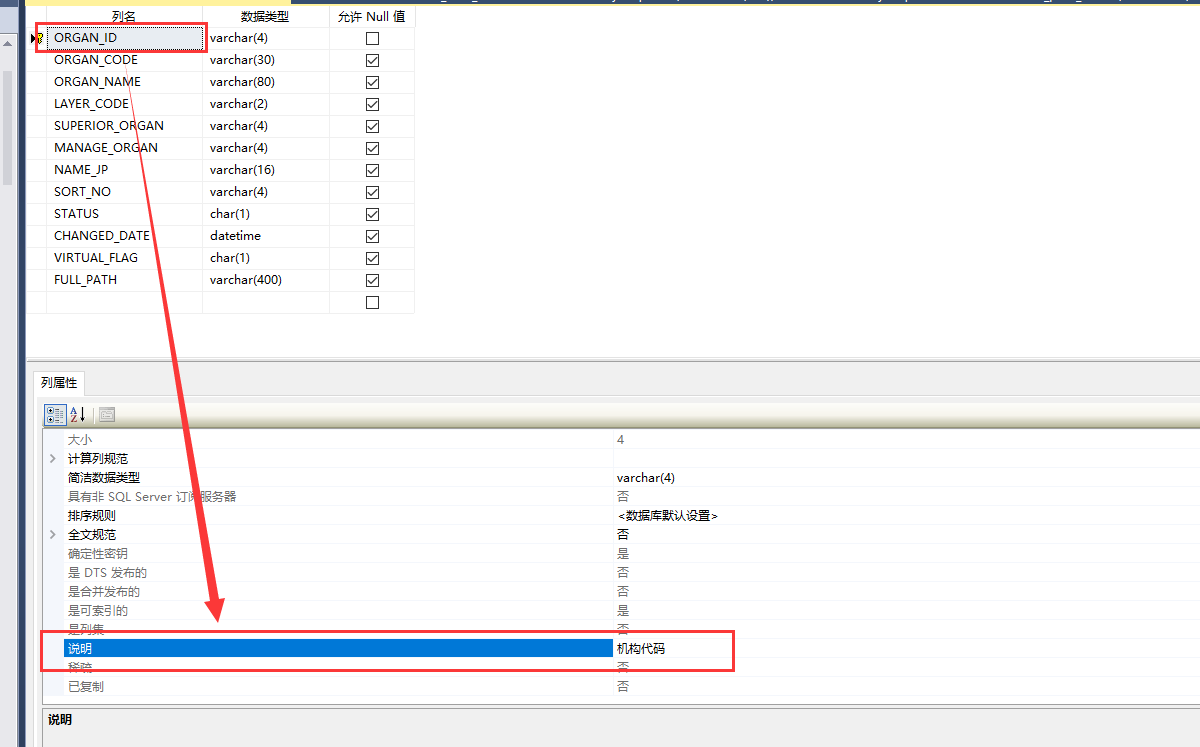 列名 数据类型 允许 Null 值
ORGAN_ID varchar(4)
ORGAN_CODE varchar(30)
ORGAN_NAME varchar(80)
LAYER_CODE varchar(2)
SUPERIOR_ORGAN varchar(4)
MANAGE_ORGAN varchar(4)
NAME_JP varchar(16)
SORT_NO varchar(4)
STATUS char(1)
CHANGED_DATE datetime
VIRTUAL_FLAG char(1)
FULL_PATH varchar(400)
列属性
大小 4
计算列规范
简洁数据类型 varchar(4)
具有非 SQL Server 订阅服务器 否
排序规则 <数据库默认设置>
全文规范 否
确定性密钥 是
是 DTS 发布的 否
是合并发布的 否
是可索引的 是
是列集 否
说明 机构代码
稀疏 否
已复制 否
说明